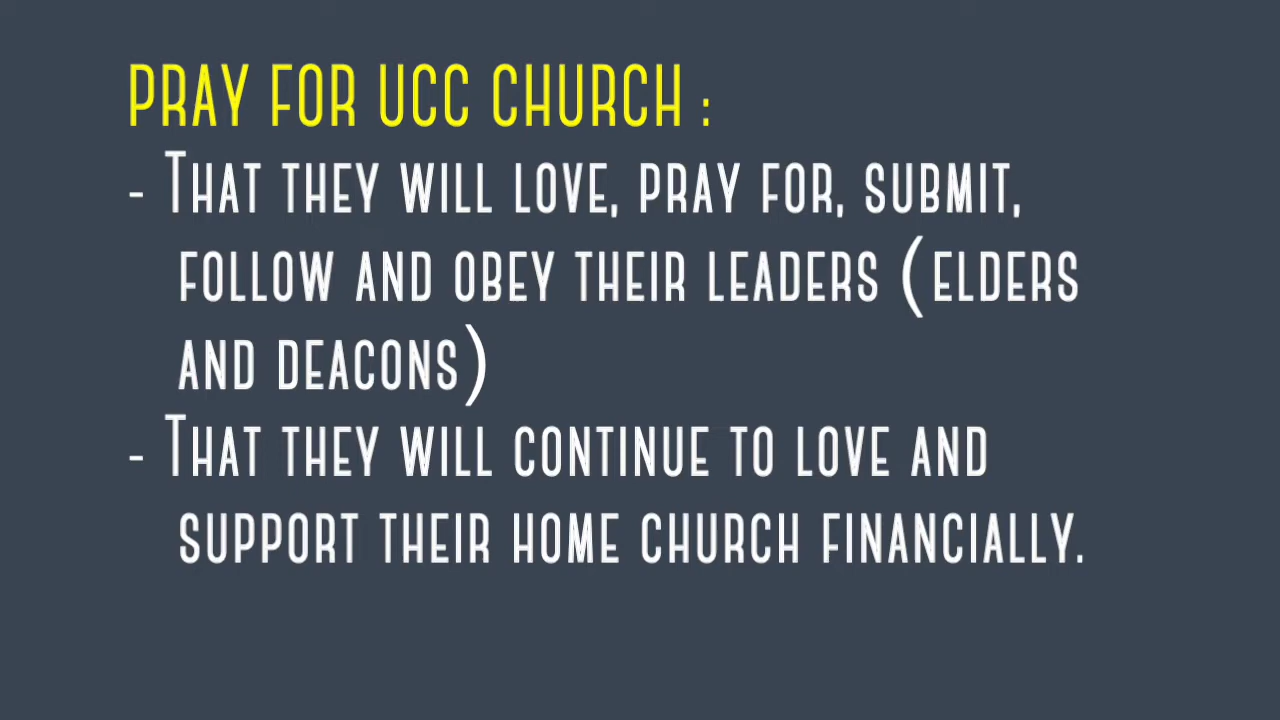 PRAY FOR UCC CHURCH :
- THAT THEY WILL LOVE, PRAY FOR, SUBMIT,
FOLLOW AND OBEY THEIR LEADERS (ELDERS
AND DEACONS)
- THAT THEY WILL CONTINUE TO LOVE AND
SUPPORT THEIR HOME CHURCH FINANCIALLY.